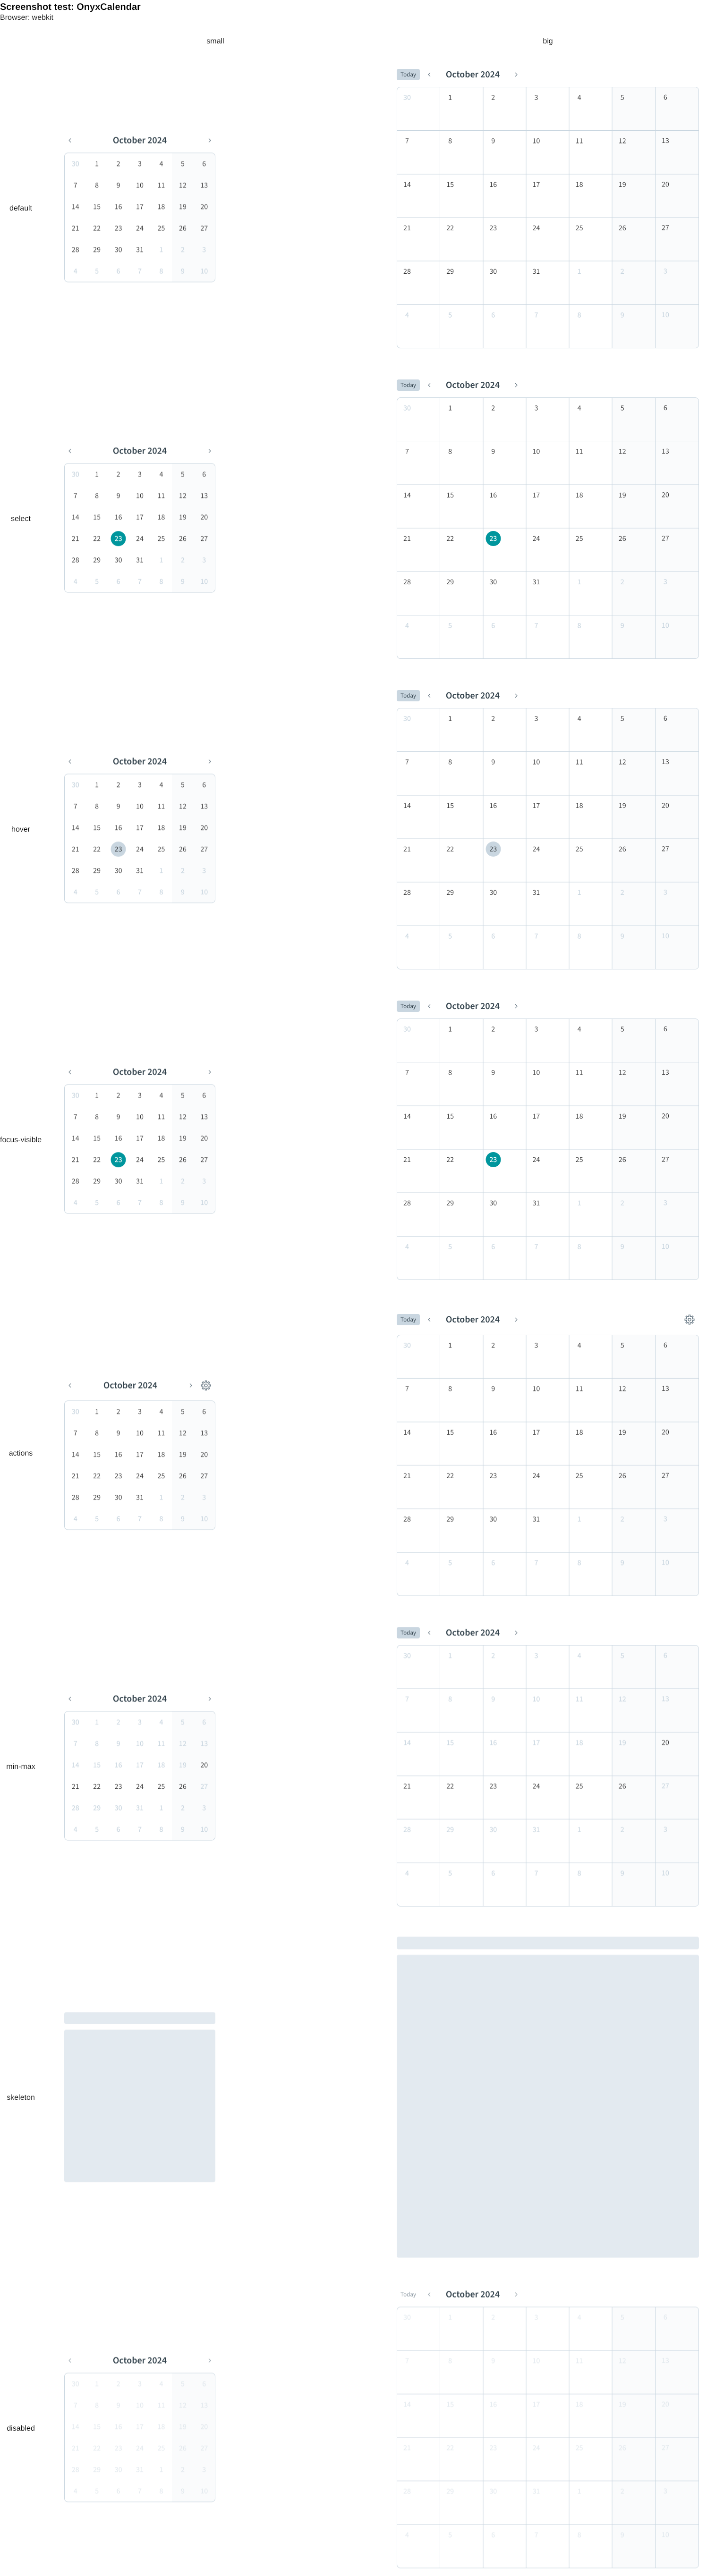 Screenshot test: OnyxCalendar
Browser: webkit
small
big
default
October 2024
30 1 2 3 4 5 6
7 8 9 10 11 12 13
14 15 16 17 18 19 20
21 22 23 24 25 26 27
28 29 30 31 1 2 3
4 5 6 7 8 9 10
Today October 2024
30 1 2 3 4 5 6
7 8 9 10 11 12 13
14 15 16 17 18 19 20
21 22 23 24 25 26 27
28 29 30 31 1 2 3
4 5 6 7 8 9 10
select
October 2024
30 1 2 3 4 5 6
7 8 9 10 11 12 13
14 15 16 17 18 19 20
21 22 23 24 25 26 27
28 29 30 31 1 2 3
4 5 6 7 8 9 10
Today October 2024
30 1 2 3 4 5 6
7 8 9 10 11 12 13
14 15 16 17 18 19 20
21 22 23 24 25 26 27
28 29 30 31 1 2 3
4 5 6 7 8 9 10
hover
October 2024
30 1 2 3 4 5 6
7 8 9 10 11 12 13
14 15 16 17 18 19 20
21 22 23 24 25 26 27
28 29 30 31 1 2 3
4 5 6 7 8 9 10
Today October 2024
30 1 2 3 4 5 6
7 8 9 10 11 12 13
14 15 16 17 18 19 20
21 22 23 24 25 26 27
28 29 30 31 1 2 3
4 5 6 7 8 9 10
focus-visible
October 2024
30 1 2 3 4 5 6
7 8 9 10 11 12 13
14 15 16 17 18 19 20
21 22 23 24 25 26 27
28 29 30 31 1 2 3
4 5 6 7 8 9 10
Today October 2024
30 1 2 3 4 5 6
7 8 9 10 11 12 13
14 15 16 17 18 19 20
21 22 23 24 25 26 27
28 29 30 31 1 2 3
4 5 6 7 8 9 10
actions
October 2024
30 1 2 3 4 5 6
7 8 9 10 11 12 13
14 15 16 17 18 19 20
21 22 23 24 25 26 27
28 29 30 31 1 2 3
4 5 6 7 8 9 10
Today October 2024
30 1 2 3 4 5 6
7 8 9 10 11 12 13
14 15 16 17 18 19 20
21 22 23 24 25 26 27
28 29 30 31 1 2 3
4 5 6 7 8 9 10
min-max
October 2024
30 1 2 3 4 5 6
7 8 9 10 11 12 13
14 15 16 17 18 19 20
21 22 23 24 25 26 27
28 29 30 31 1 2 3
4 5 6 7 8 9 10
Today October 2024
30 1 2 3 4 5 6
7 8 9 10 11 12 13
14 15 16 17 18 19 20
21 22 23 24 25 26 27
28 29 30 31 1 2 3
4 5 6 7 8 9 10
skeleton
disabled
October 2024
30 1 2 3 4 5 6
7 8 9 10 11 12 13
14 15 16 17 18 19 20
21 22 23 24 25 26 27
28 29 30 31 1 2 3
4 5 6 7 8 9 10
Today October 2024
30 1 2 3 4 5 6
7 8 9 10 11 12 13
14 15 16 17 18 19 20
21 22 23 24 25 26 27
28 29 30 31 1 2 3
4 5 6 7 8 9 10